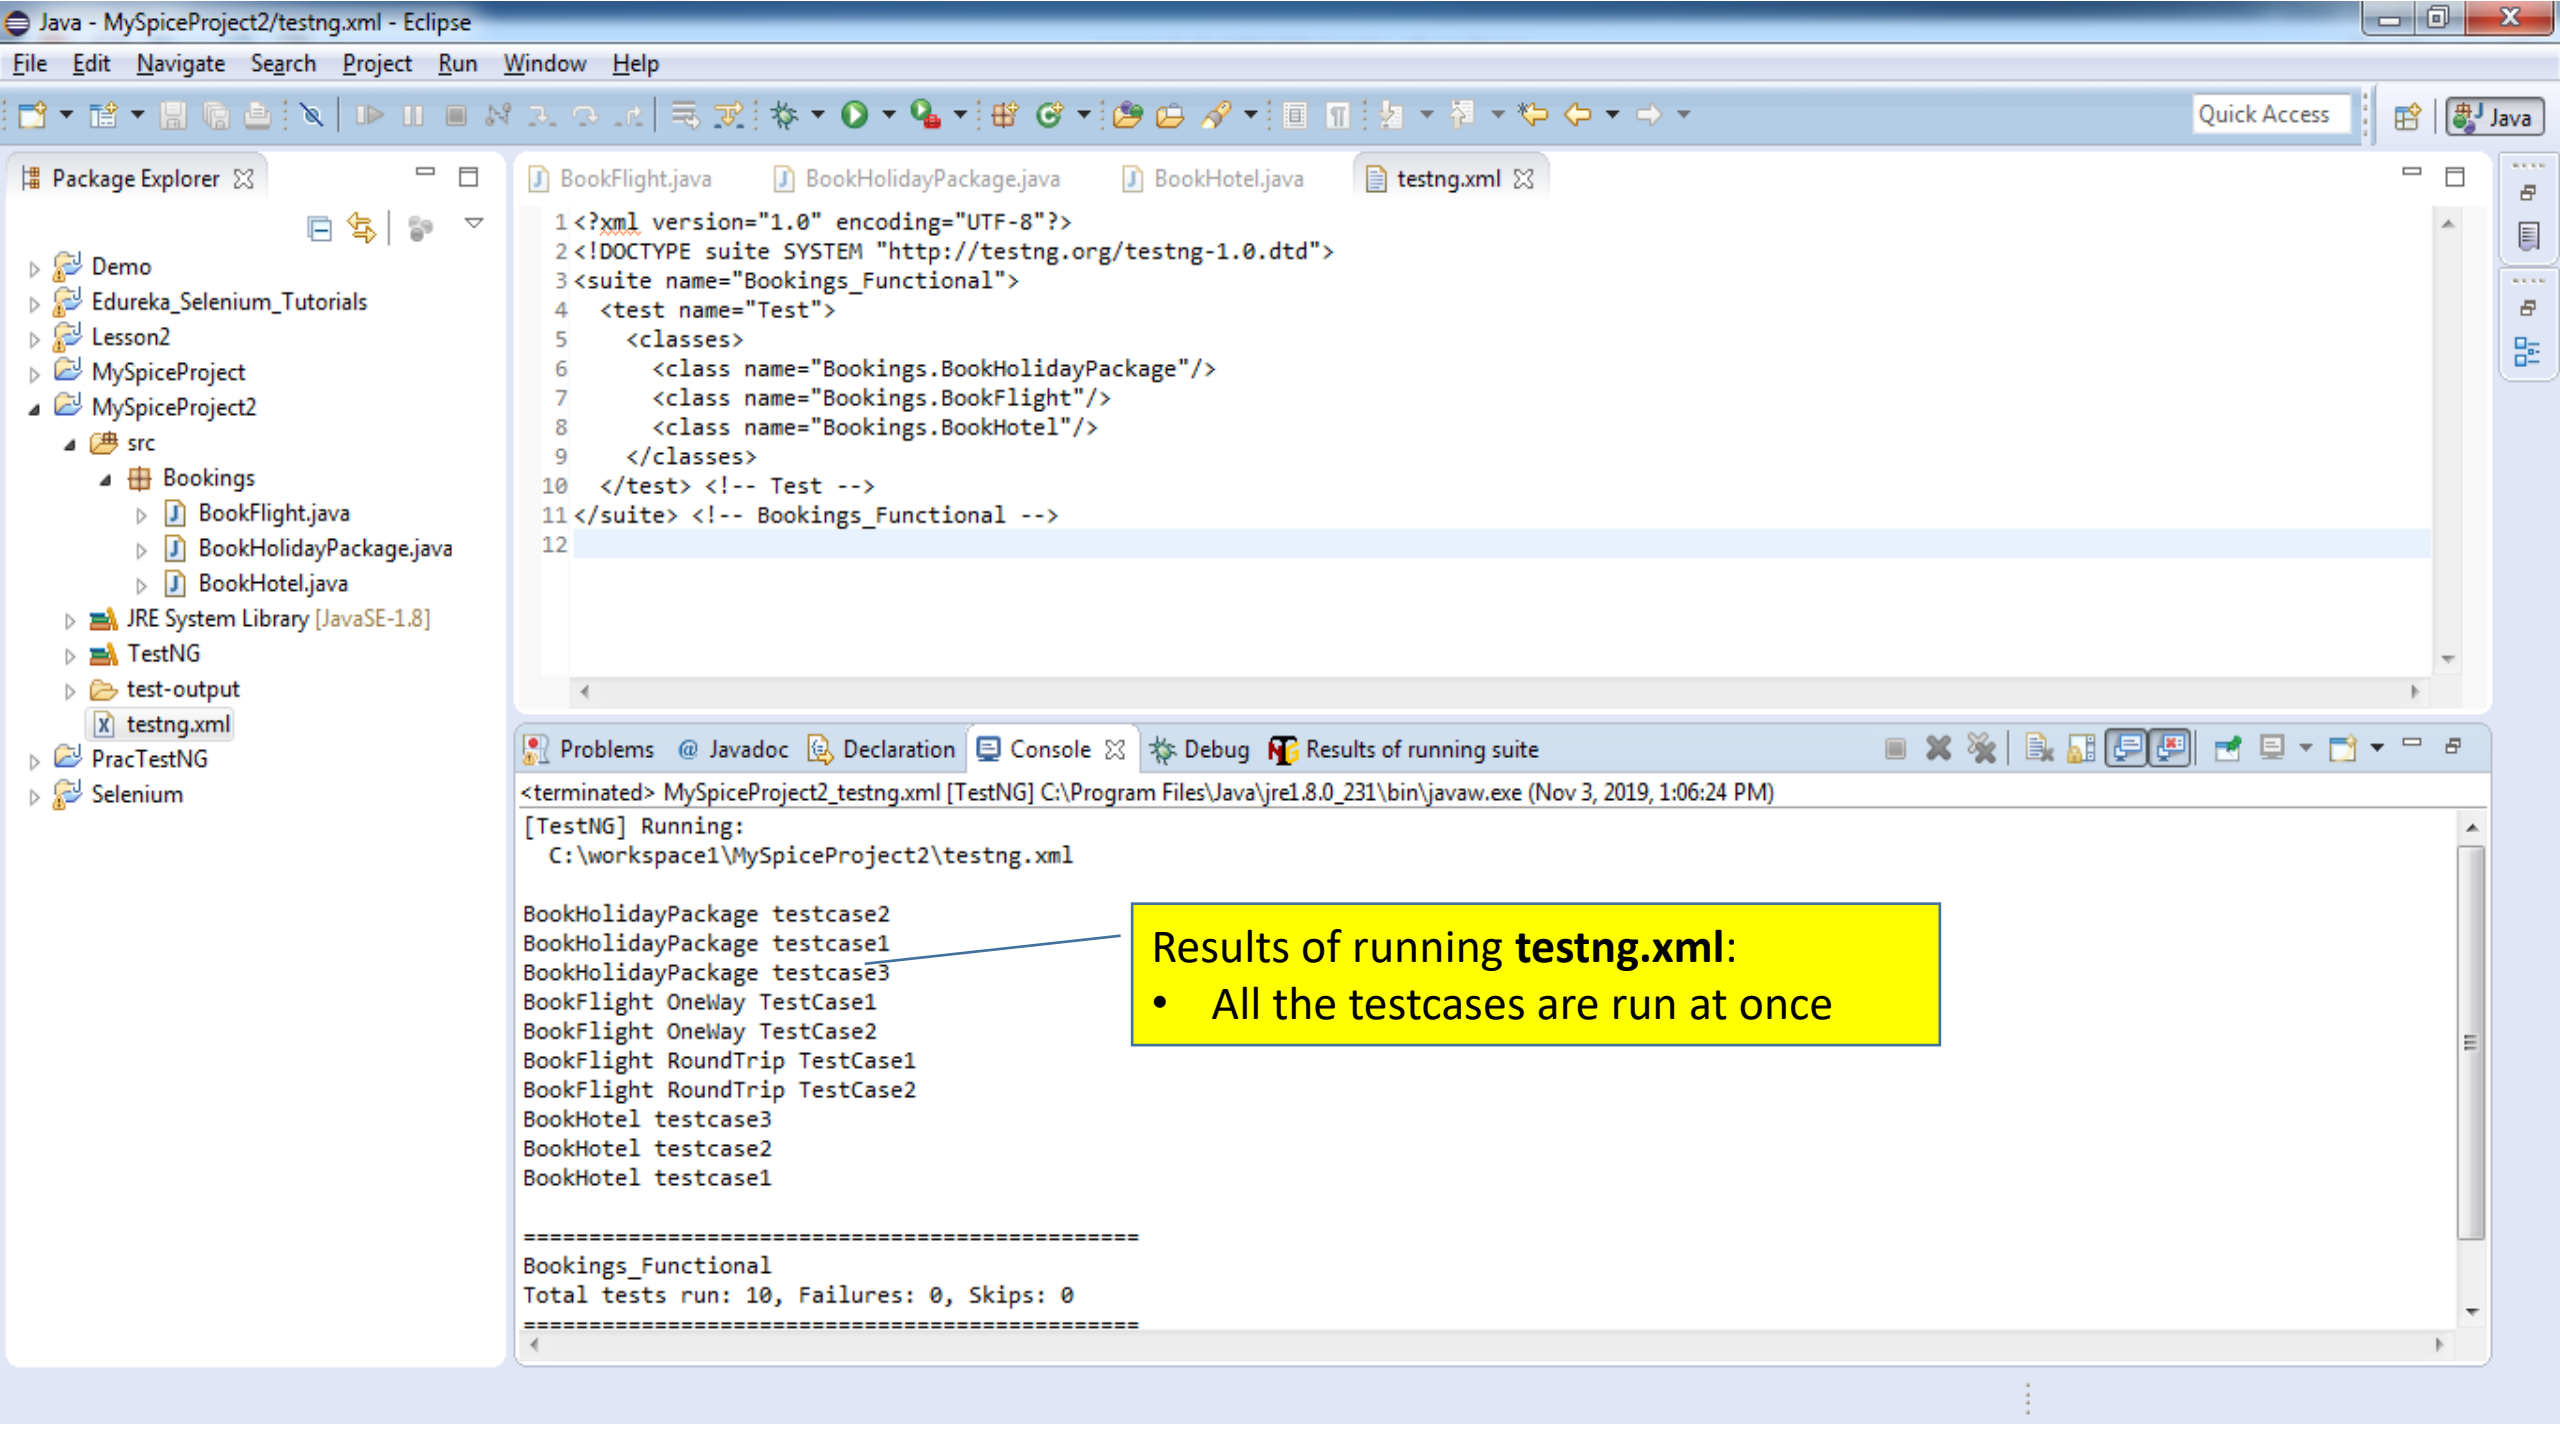 Java - MySpiceProject2/testng.xml - Eclipse
File Edit Navigate Search Project Run Window Help
Quick Access
Java
Package Explorer
Demo
Edureka_Selenium_Tutorials
Lesson2
MySpiceProject
MySpiceProject2
src
Bookings
BookFlight.java
BookHolidayPackage.java
BookHotel.java
JRE System Library [JavaSE-1.8]
TestNG
test-output
testng.xml
PracTestNG
Selenium
BookFlight.java BookHolidayPackage.java BookHotel.java testng.xml
1 <?xml version="1.0" encoding="UTF-8"?>
2 <!DOCTYPE suite SYSTEM "http://testng.org/testng-1.0.dtd">
3 <suite name="Bookings_Functional">
4 <test name="Test">
5 <classes>
6 <class name="Bookings.BookHolidayPackage"/>
7 <class name="Bookings.BookFlight"/>
8 <class name="Bookings.BookHotel"/>
9 </classes>
10 </test> <!-- Test -->
11 </suite> <!-- Bookings_Functional -->
12
Problems @ Javadoc Declaration Console Debug Results of running suite
<terminated> MySpiceProject2_testng.xml [TestNG] C:\Program Files\Java\jre1.8.0_231\bin\javaw.exe (Nov 3, 2019, 1:06:24 PM)
[TestNG] Running:
C:\workspace1\MySpiceProject2\testng.xml
BookHolidayPackage testcase2
BookHolidayPackage testcase1
BookHolidayPackage testcase3
BookFlight OneWay TestCase1
BookFlight OneWay TestCase2
BookFlight RoundTrip TestCase1
BookFlight RoundTrip TestCase2
BookHotel testcase3
BookHotel testcase2
BookHotel testcase1
===============================================
Bookings_Functional
Total tests run: 10, Failures: 0, Skips: 0
===============================================
Results of running testng.xml:
• All the testcases are run at once